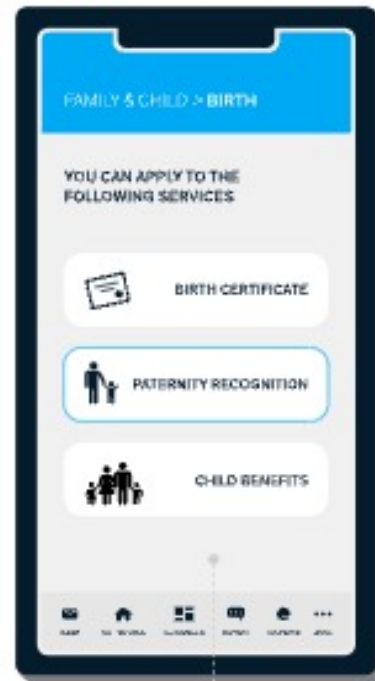 FAMILY & CHILD > BIRTH
YOU CAN APPLY TO THE
FOLLOWING SERVICES
BIRTH CERTIFICATE
PATERNITY RECOGNITION
CHILD BENEFITS